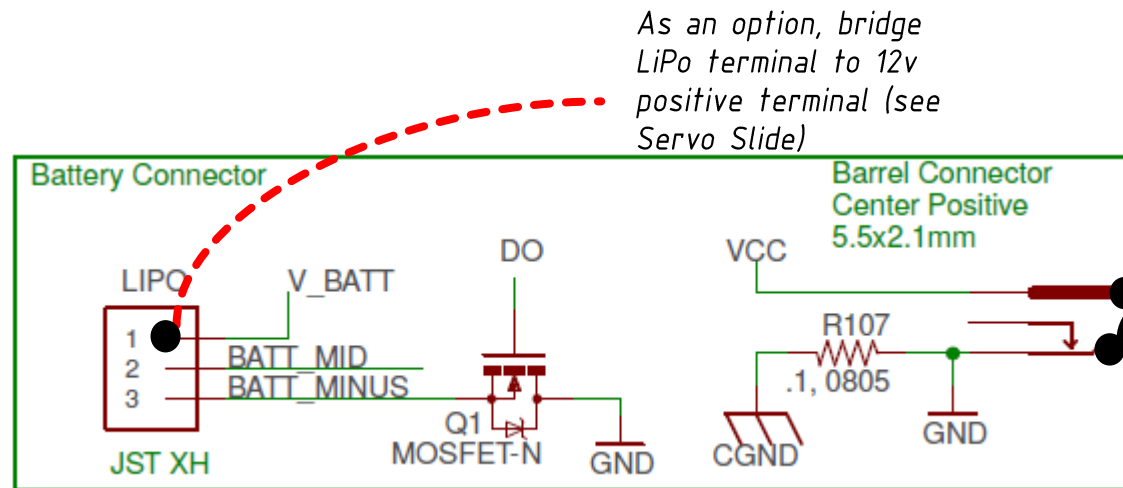 As an option, bridge
LiPo terminal to 12v
positive terminal (see
Servo Slide)
Battery Connector
Barrel Connector
Center Positive
5.5x2.1mm
LIPO
V_BATT
DO
VCC
1
2
3
BATT_MID
BATT_MINUS
R107
.1, 0805
Q1
MOSFET-N
GND
CGND
GND
JST XH